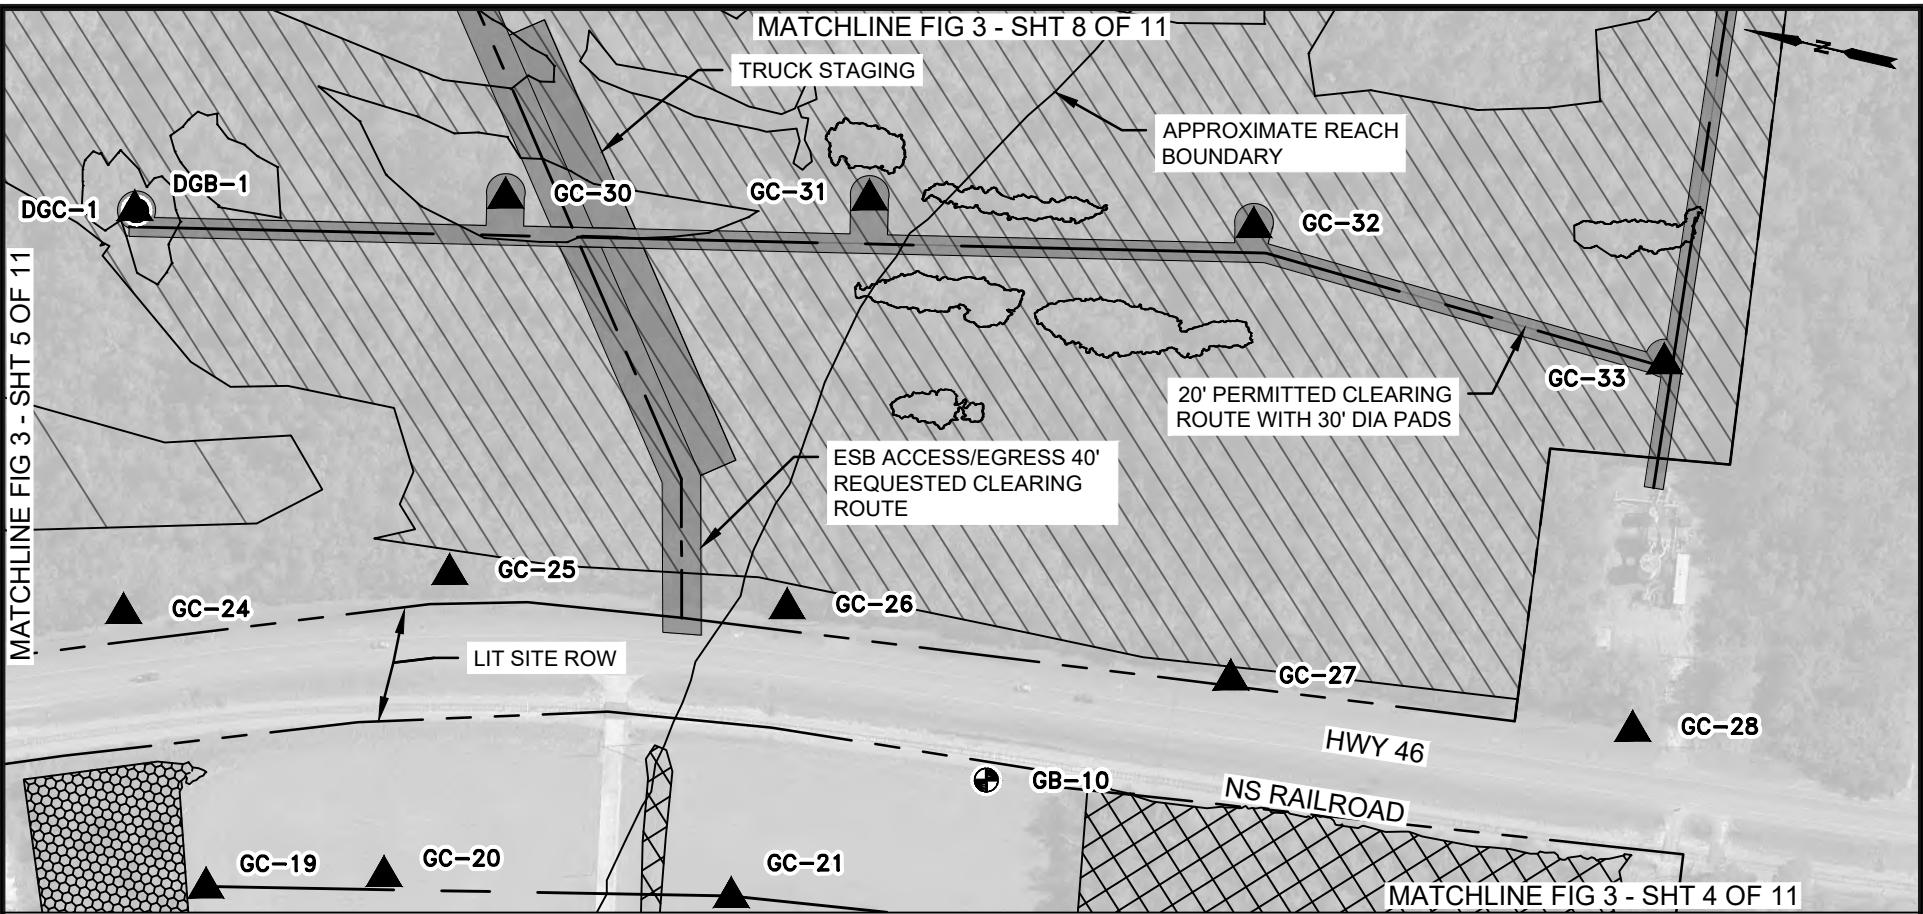 MATCHLINE FIG 3 - SHT 8 OF 11
N
TRUCK STAGING
APPROXIMATE REACH
BOUNDARY
DGB-1
DGC-1
GC-30
GC-31
GC-32
MATCHLINE FIG 3 - SHT 5 OF 11
GC-33
20' PERMITTED CLEARING
ROUTE WITH 30' DIA PADS
ESB ACCESS/EGRESS 40'
REQUESTED CLEARING
ROUTE
GC-25
GC-24
GC-26
LIT SITE ROW
GC-27
GC-28
HWY 46
GB-10
NS RAILROAD
GC-19
GC-20
GC-21
MATCHLINE FIG 3 - SHT 4 OF 11